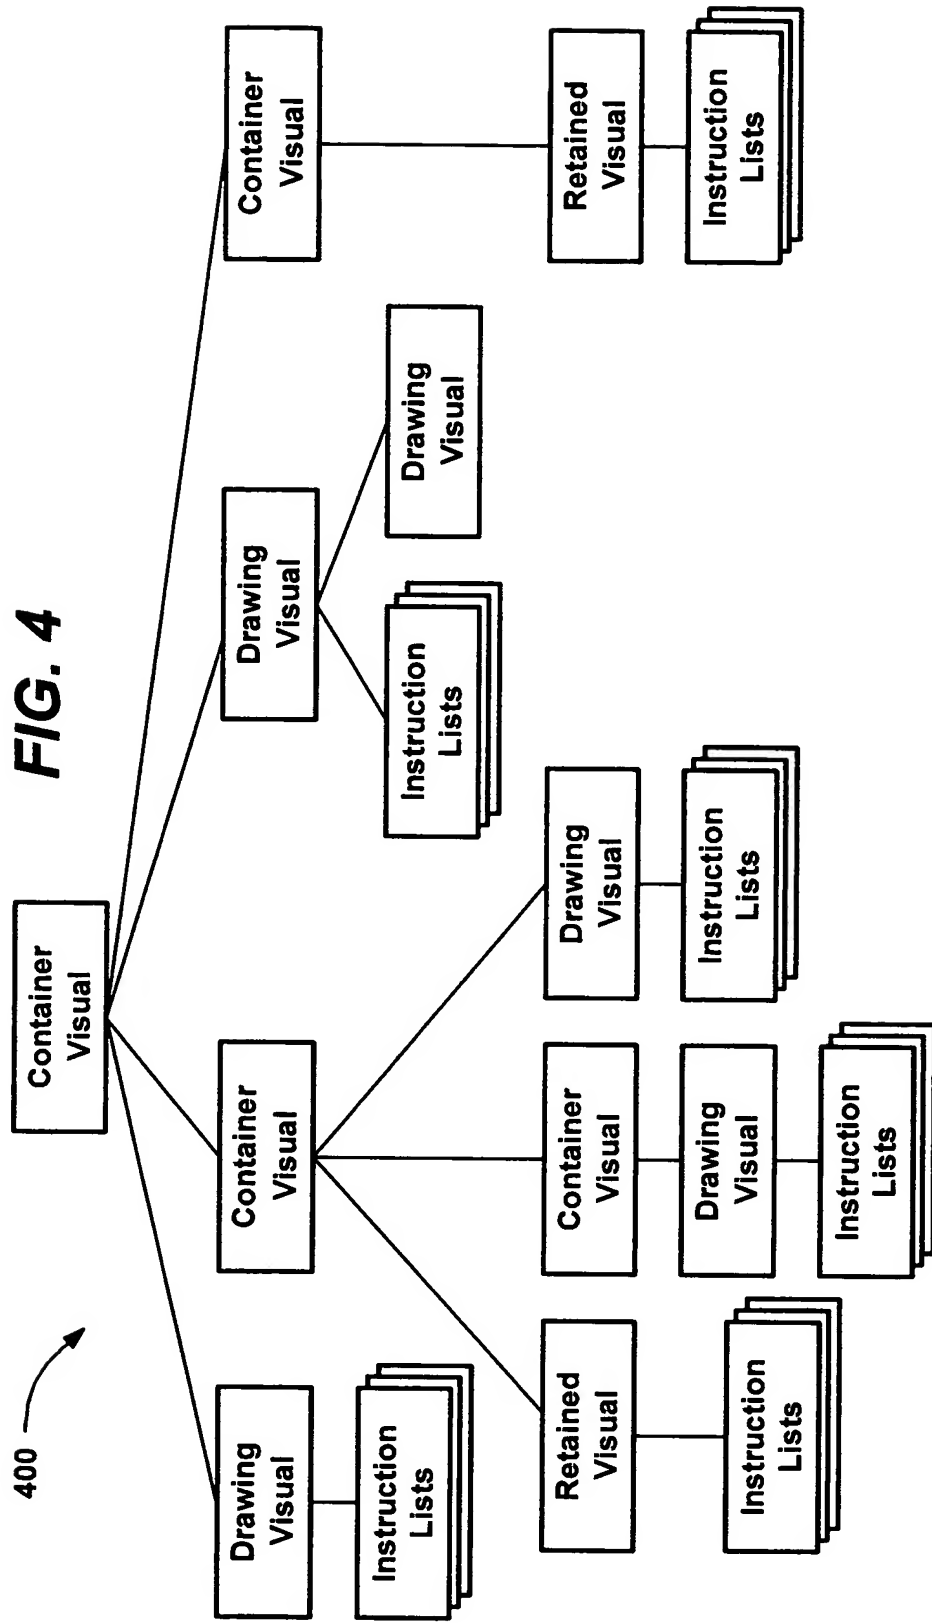 FIG. 4
400
Container
Visual
Drawing
Visual
Container
Visual
Drawing
Visual
Container
Visual
Instruction
Lists
Instruction
Lists
Drawing
Visual
Retained
Visual
Container
Visual
Drawing
Visual
Retained
Visual
Instruction
Lists
Drawing
Visual
Instruction
Lists
Instruction
Lists
Instruction
Lists